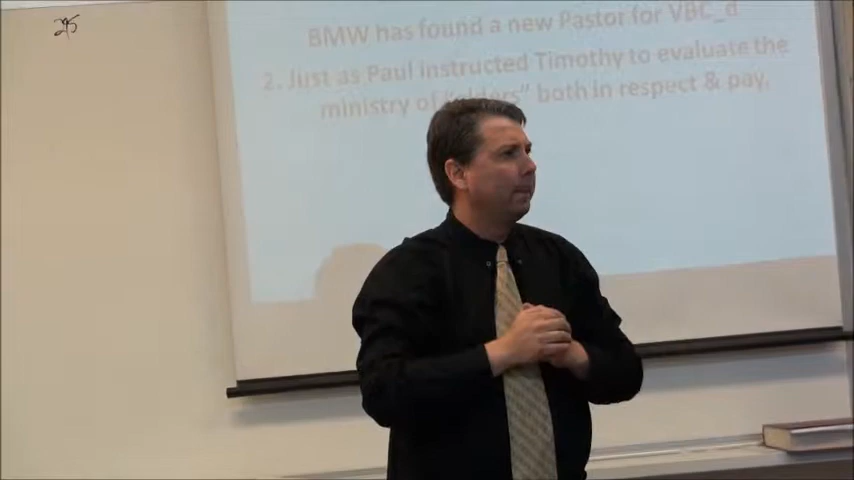 BMW has found a new Pastor for VBC_d
2. Just as Paul instructed Timothy to evaluate the
ministry of "elders" both in respect & pay.